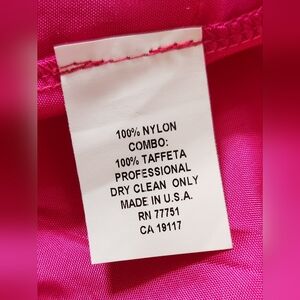 100% NYLON
COMBO:
100% TAFFETA
PROFESSIONAL
DRY CLEAN ONLY
MADE IN U.S.A.
RN 77751
CA 19117